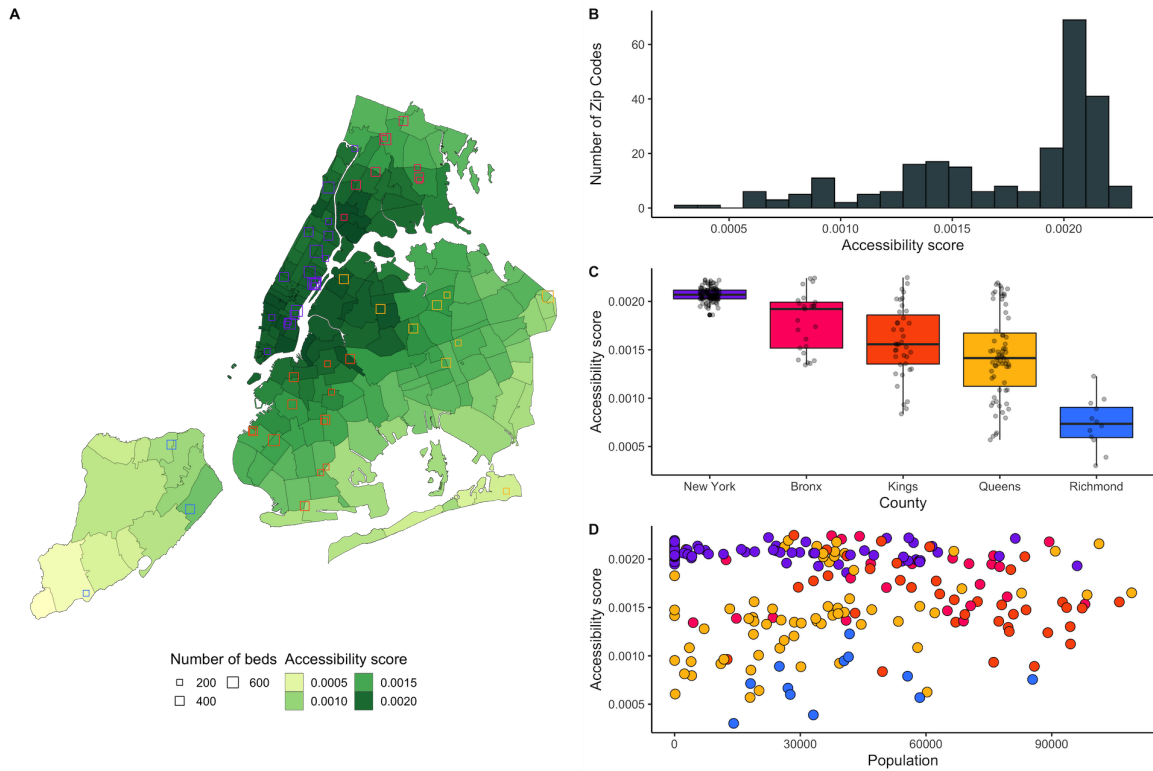 A
Number of beds
200
600
400
Accessibility score
0.0005
0.0015
0.0010
0.0020
B
Number of Zip Codes
60
40
20
0
0.0005
0.0010
0.0015
0.0020
Accessibility score
C
Accessibility score
0.0020
0.0015
0.0010
0.0005
New York
Bronx
Kings
Queens
Richmond
County
D
Accessibility score
0.0020
0.0015
0.0010
0.0005
0
30000
60000
90000
Population